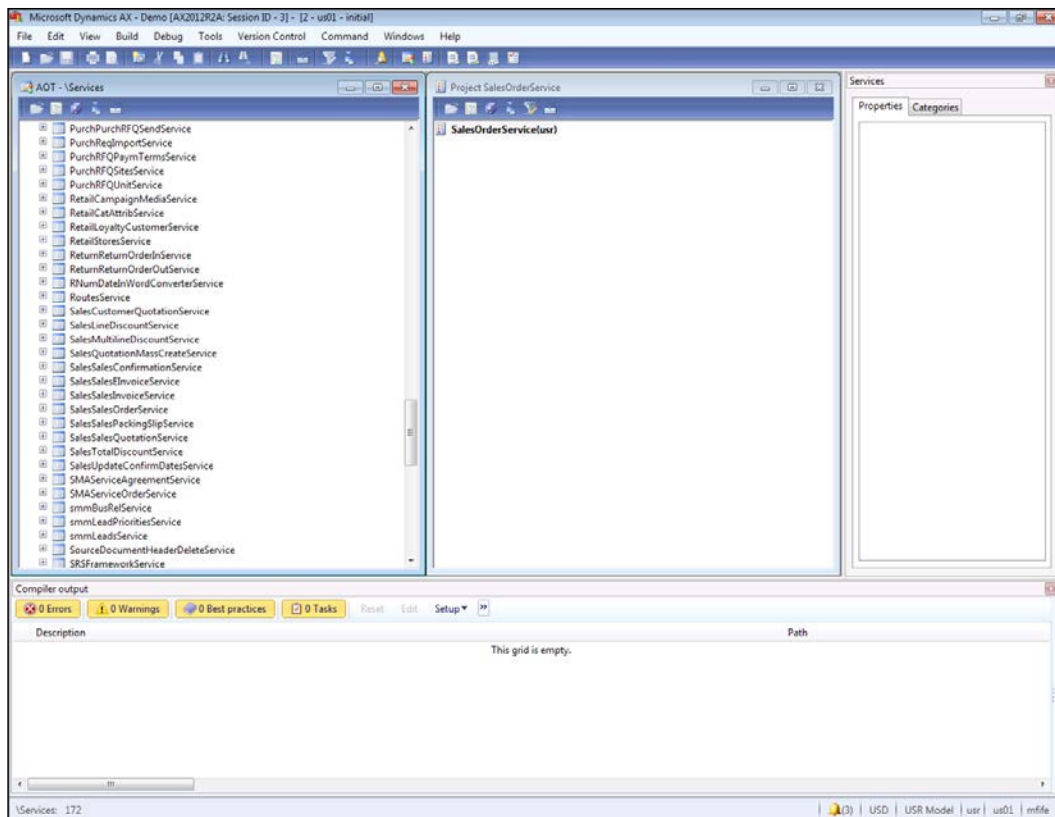 Microsoft Dynamics AX - Demo [AX2012R2A: Session ID - 3] - [2 - us01 - initial]
File Edit View Build Debug Tools Version Control Command Windows Help
AOT - \Services
PurchPurchRFQSendService
PurchReqImportService
PurchRFQPaymTermsService
PurchRFQSitesService
PurchRFQUnitService
RetailCampaignMediaService
RetailCatAttribService
RetailLoyaltyCustomerService
RetailStoresService
ReturnReturnOrderInService
ReturnReturnOrderOutService
RNumDateInWordConverterService
RoutesService
SalesCustomerQuotationService
SalesLineDiscountService
SalesMultilineDiscountService
SalesQuotationMassCreateService
SalesSalesConfirmationService
SalesSalesEInvoiceService
SalesSalesInvoiceService
SalesSalesOrderService
SalesSalesPackingSlipService
SalesSalesQuotationService
SalesTotalDiscountService
SalesUpdateConfirmDatesService
SMAServiceAgreementService
SMAServiceOrderService
smmBusRelService
smmLeadPrioritiesService
smmLeadsService
SourceDocumentHeaderDeleteService
SRSFrameworkService
Project SalesOrderService
SalesOrderService(usr)
Services
Properties Categories
Compiler output
0 Errors 0 Warnings 0 Best practices 0 Tasks Reset Edit Setup
Description Path
This grid is empty.
\Services: 172 (3) USD USR Model usr us01 mfife